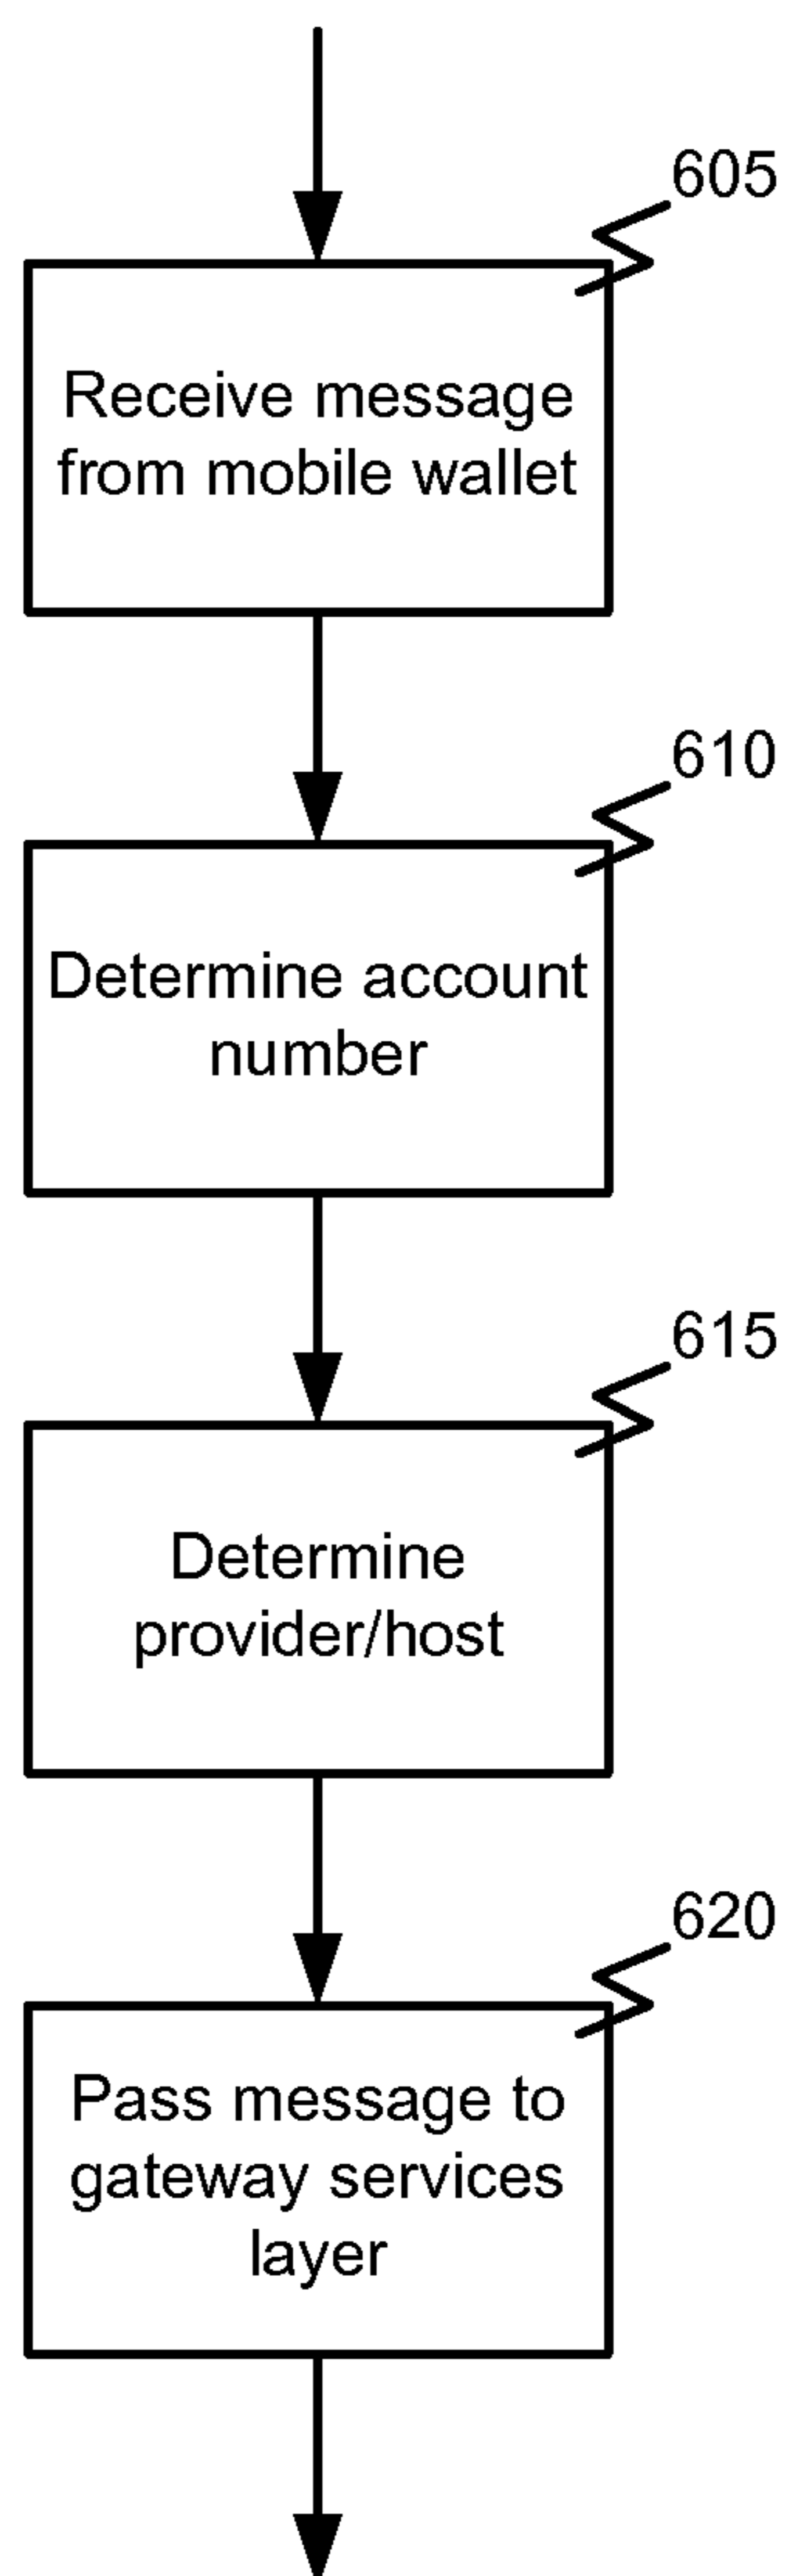 605
Receive message
from mobile wallet
610
Determine account
number
615
Determine
provider/host
620
Pass message to
gateway services
layer